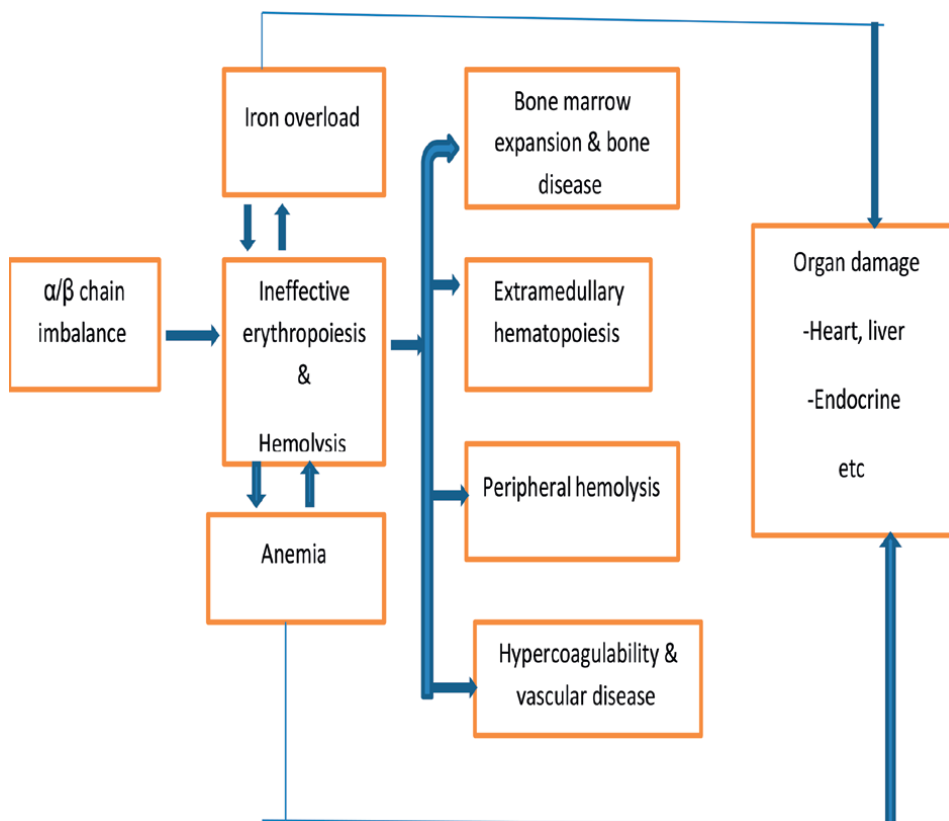 Iron overload
Bone marrow
expansion & bone
disease
α/β chain
imbalance
Ineffective
erythropoiesis
&
Hemolysis
Extramedullary
hematopoiesis
Organ damage
-Heart, liver
-Endocrine
etc
Peripheral hemolysis
Anemia
Hypercoagulability &
vascular disease